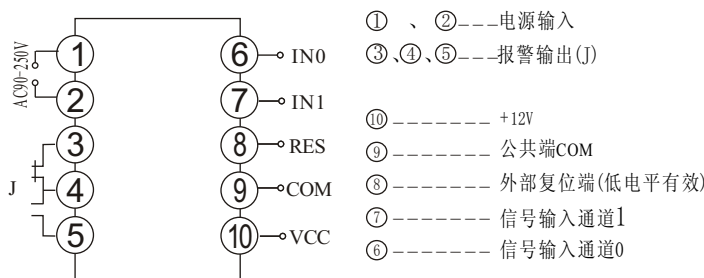 AC90-250V
J
1
2
3
4
5
6 IN0
7 IN1
8 RES
9 COM
10 VCC
① 、 ②---电源输入
③、④、⑤---报警输出(J)
⑩ ------- +12V
⑨ ------- 公共端COM
⑧ ------- 外部复位端(低电平有效)
⑦ ------- 信号输入通道1
⑥ ------- 信号输入通道0